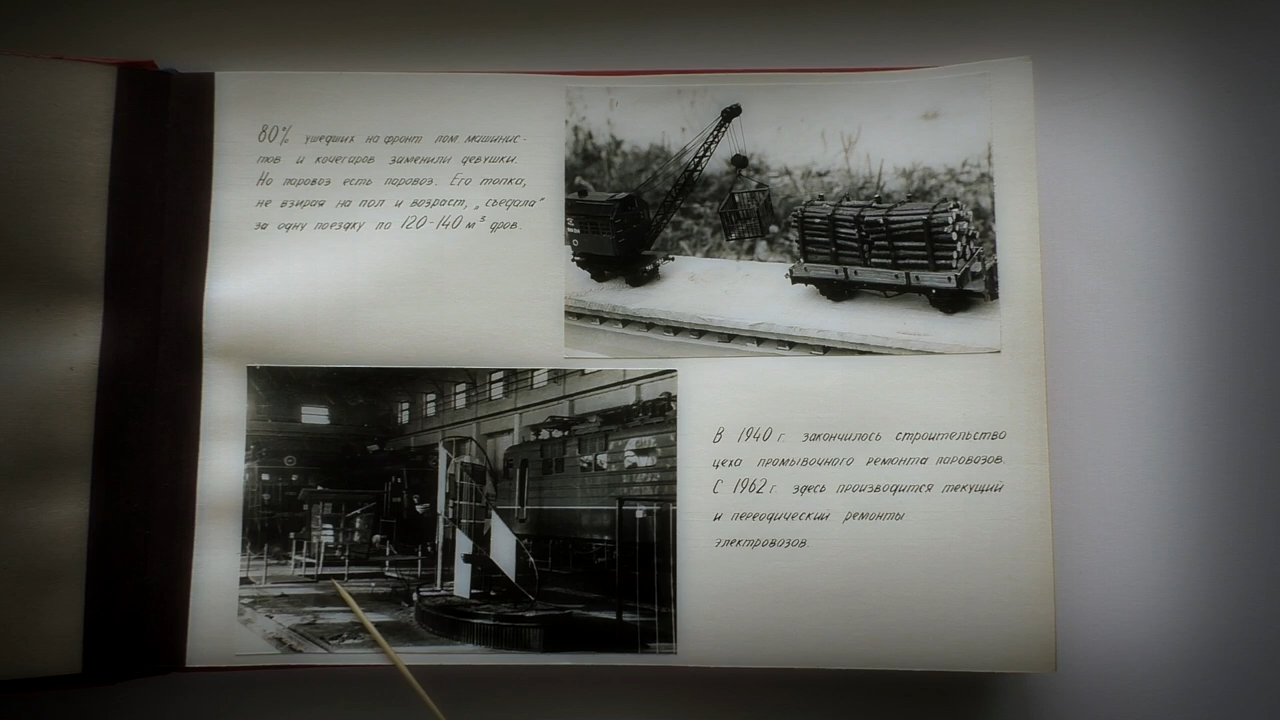 80% ушедших на фронт пом машинис-
тов и кочегаров заменили девушки.
Но паровоз есть паровоз. Его топка,
не взирая на пол и возраст, „съедала"
за одну поездку по 120-140 м³ дров.
В 1940 г. закончилось строительство
цеха промывочного ремонта паровозов.
С 1962 г. здесь производится текущий
и переодический ремонты
электровозов.